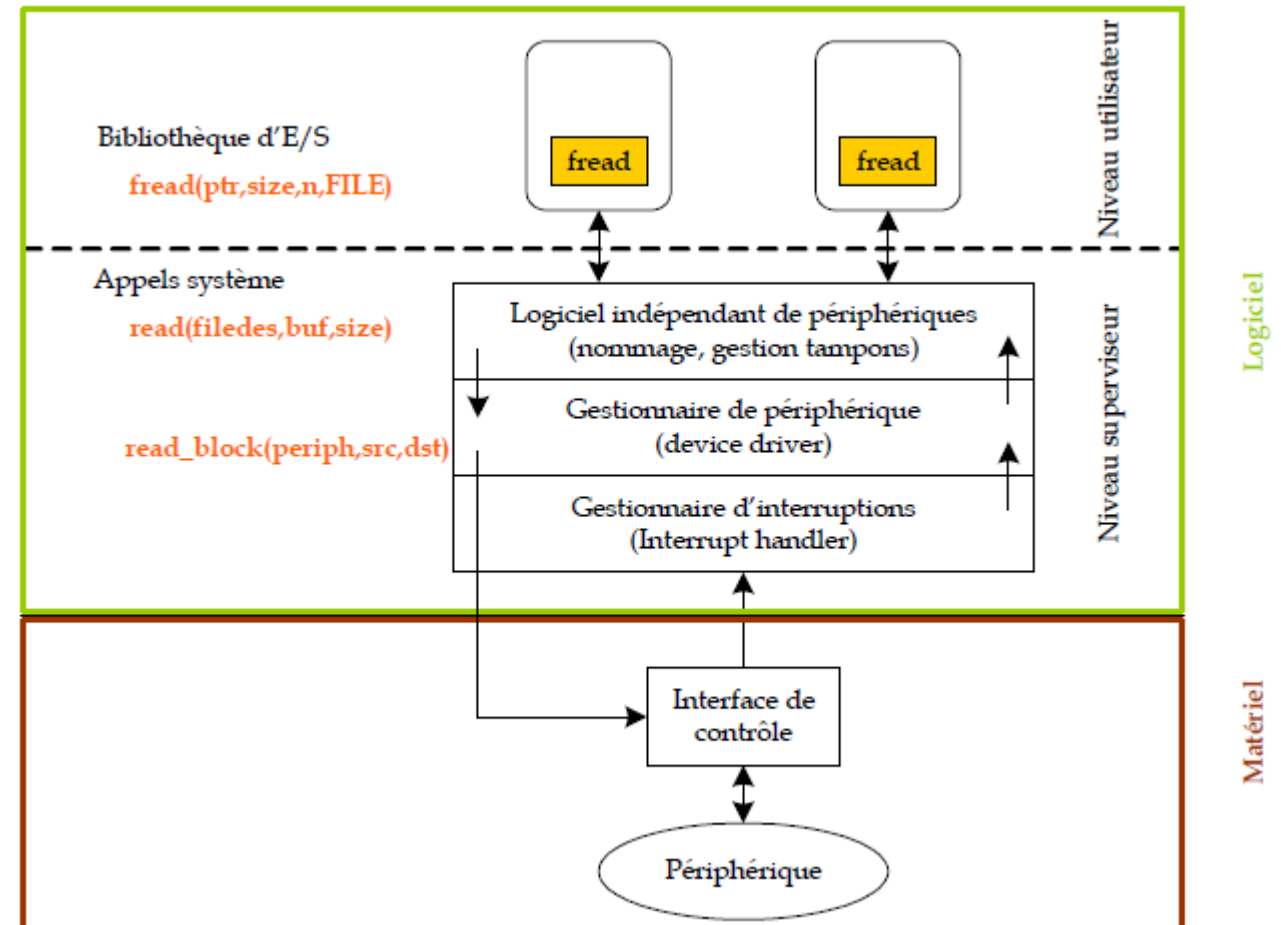 Bibliothèque d'E/S
fread(ptr,size,n,FILE)
fread
fread
Niveau utilisateur
Appels système
read(filedes,buf,size)
read_block(periph,src,dst)
Logiciel indépendant de périphériques
(nommage, gestion tampons)
Gestionnaire de périphérique
(device driver)
Gestionnaire d'interruptions
(Interrupt handler)
Niveau superviseur
Logiciel
Interface de
contrôle
Périphérique
Matériel